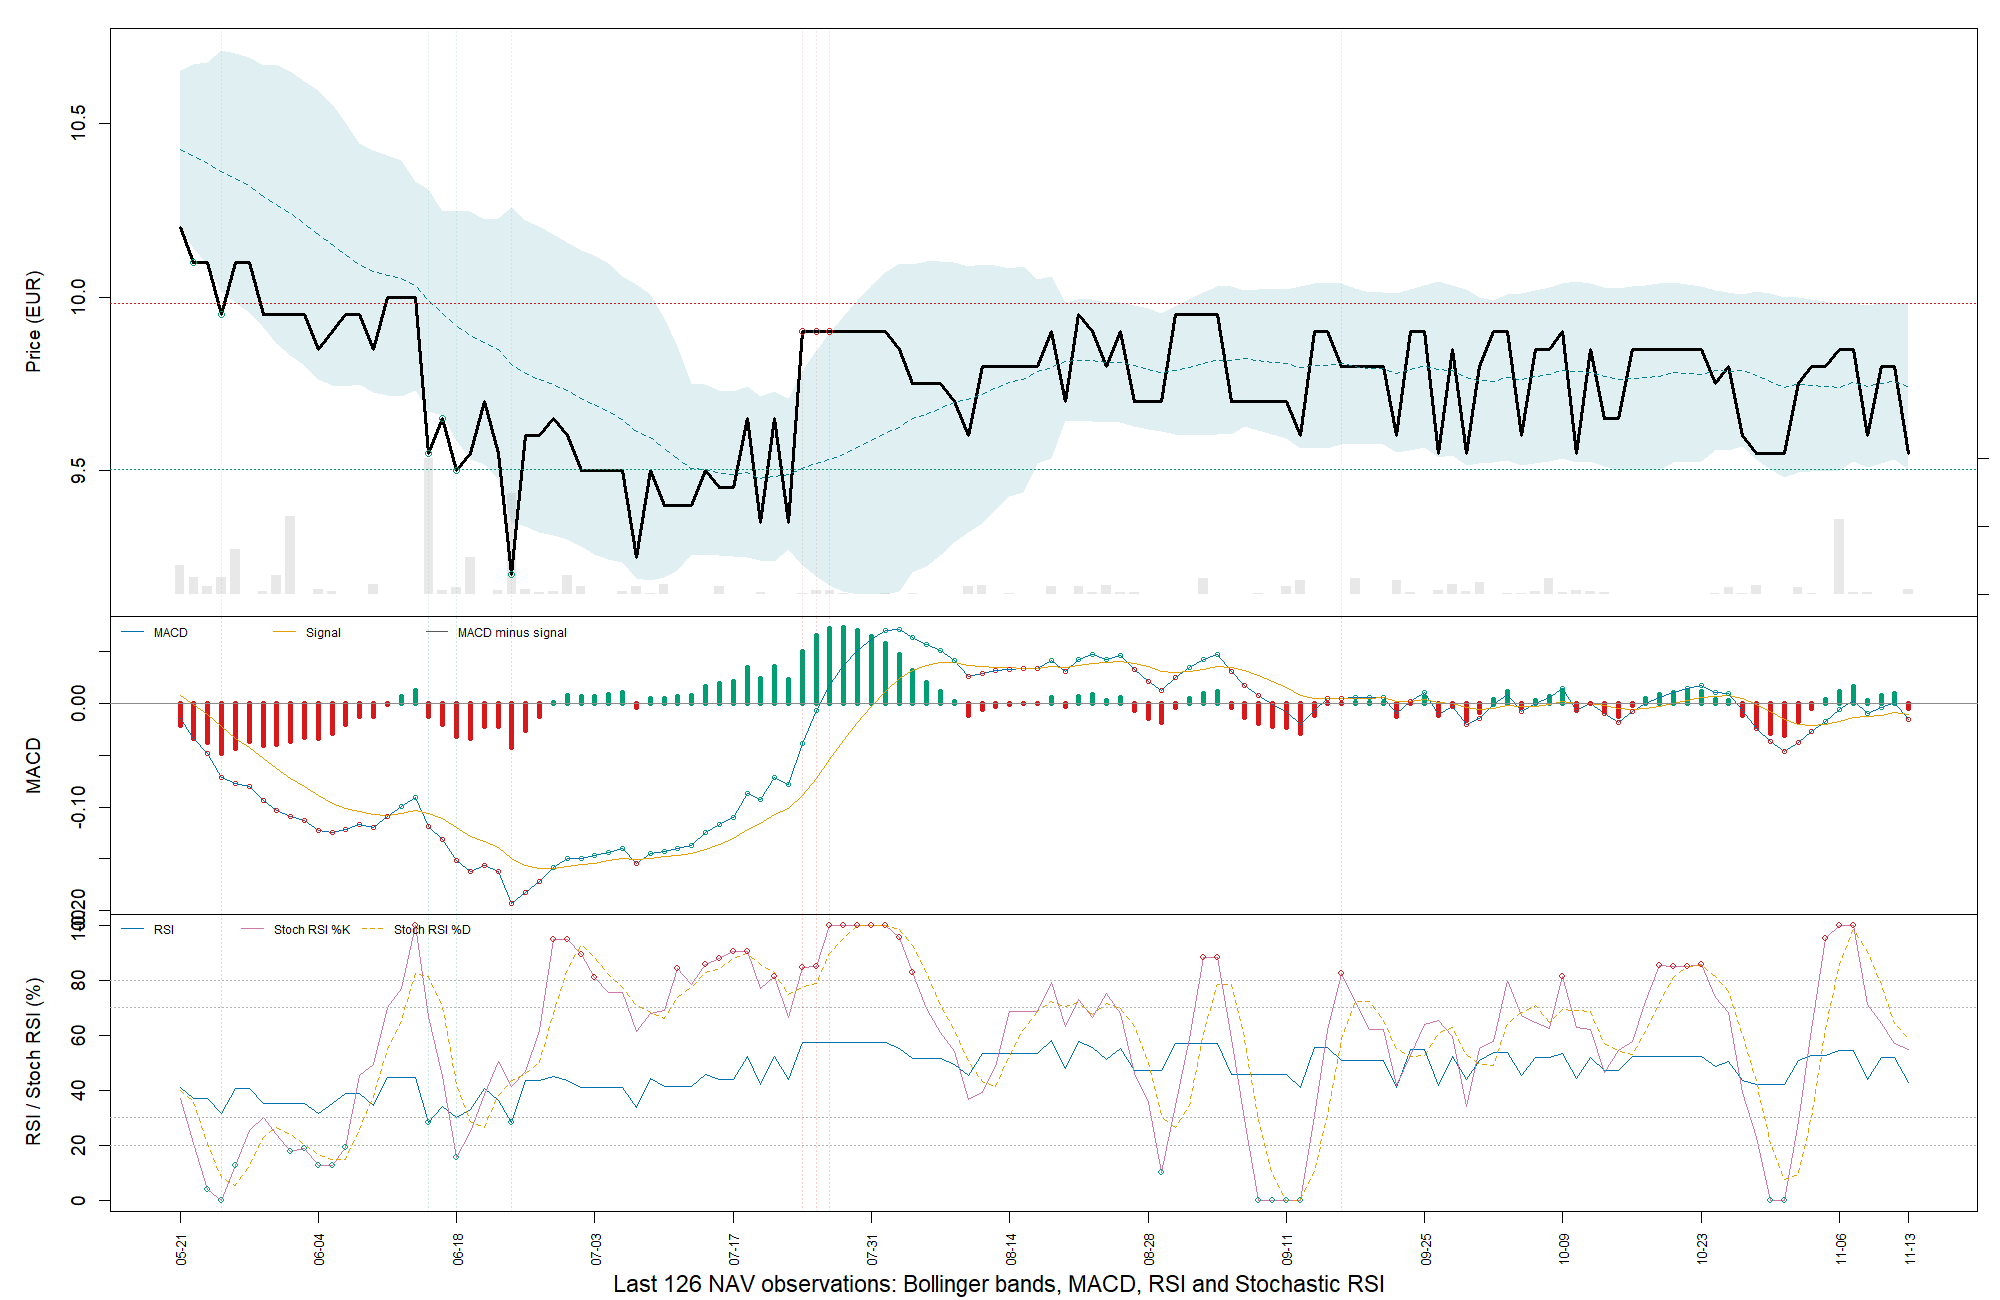 Price (EUR)
10.5
10.0
9.5
MACD
Signal
MACD minus signal
MACD
0.00
-0.10
-0.20
RSI
Stoch RSI %K
Stoch RSI %D
RSI / Stoch RSI (%)
100
80
60
40
20
0
05-21
06-04
06-18
07-03
07-17
07-31
08-14
08-28
09-11
09-25
10-09
10-23
11-06
11-13
Last 126 NAV observations: Bollinger bands, MACD, RSI and Stochastic RSI